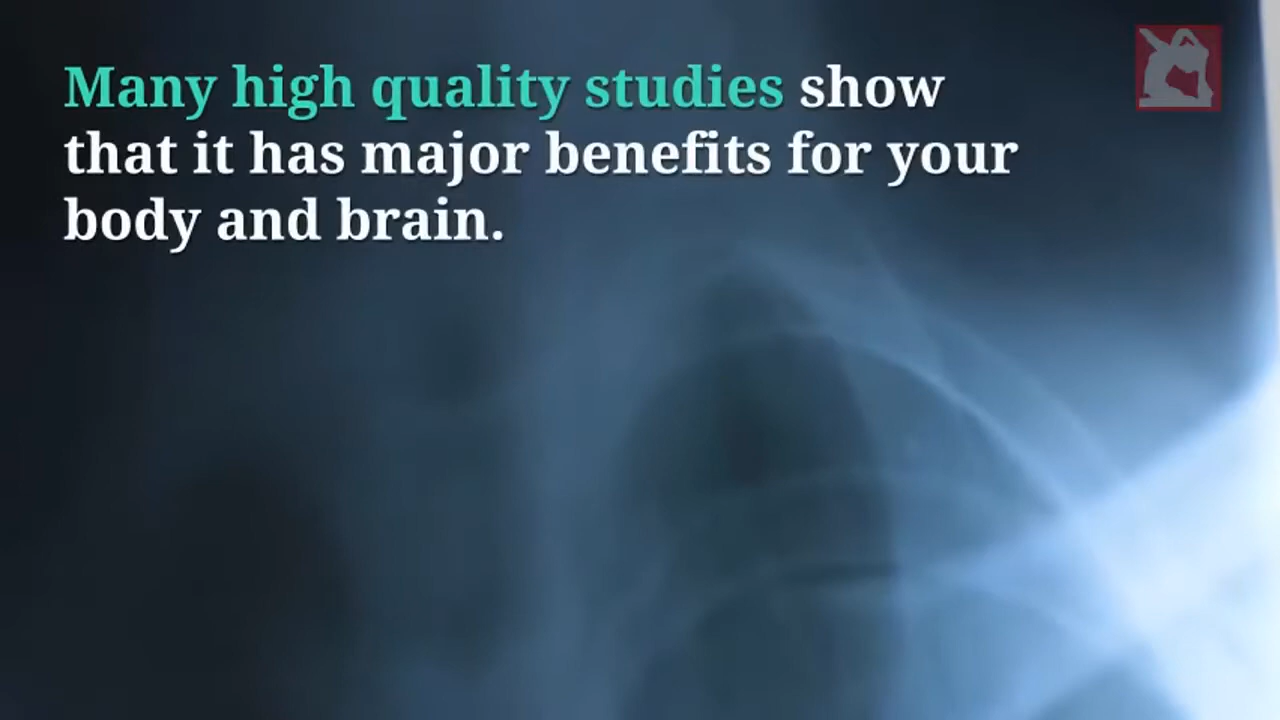 Many high quality studies show
that it has major benefits for your
body and brain.